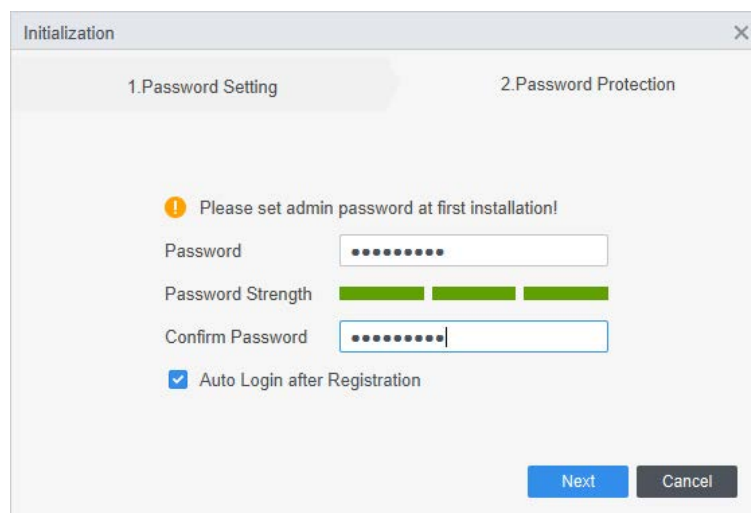 Initialization
1.Password Setting
2.Password Protection
Please set admin password at first installation!
Password
•••••••••
Password Strength
Confirm Password
•••••••••
Auto Login after Registration
Next
Cancel